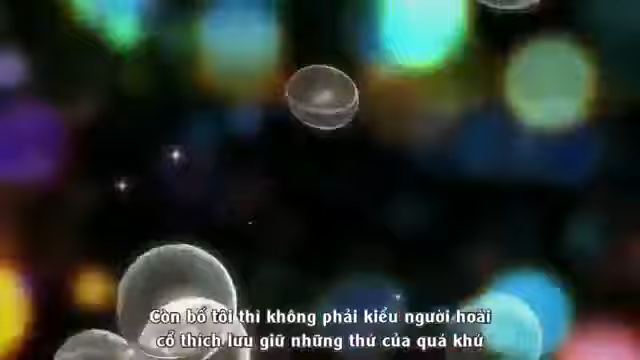 Còn bố tôi thì không phải kiểu người hoài
cổ thích lưu giữ những thứ của quá khứ